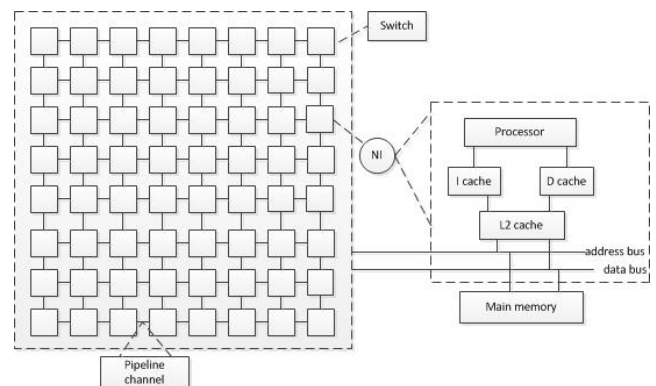 Switch
Processor
NI
I cache
D cache
L2 cache
address bus
data bus
Main memory
Pipeline
channel